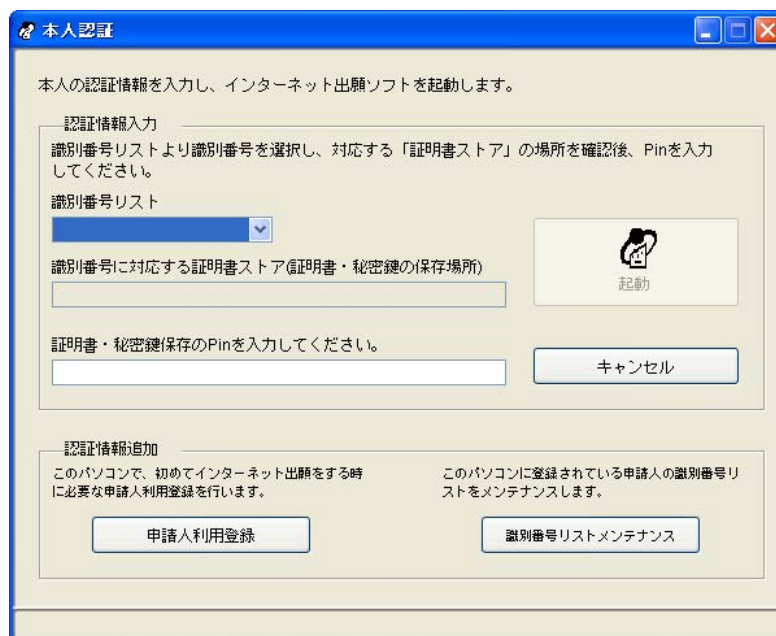 本人認証
本人の認証情報を入力し、インターネット出願ソフトを起動します。
認証情報入力
識別番号リストより識別番号を選択し、対応する「証明書ストア」の場所を確認後、Pinを入力
してください。
識別番号リスト
識別番号に対応する証明書ストア(証明書・秘密鍵の保存場所)
起動
証明書・秘密鍵保存のPinを入力してください。
キャンセル
認証情報追加
このパソコンで、初めてインターネット出願をする時
に必要な申請人利用登録を行います。
申請人利用登録
このパソコンに登録されている申請人の識別番号リ
ストをメンテナンスします。
識別番号リストメンテナンス